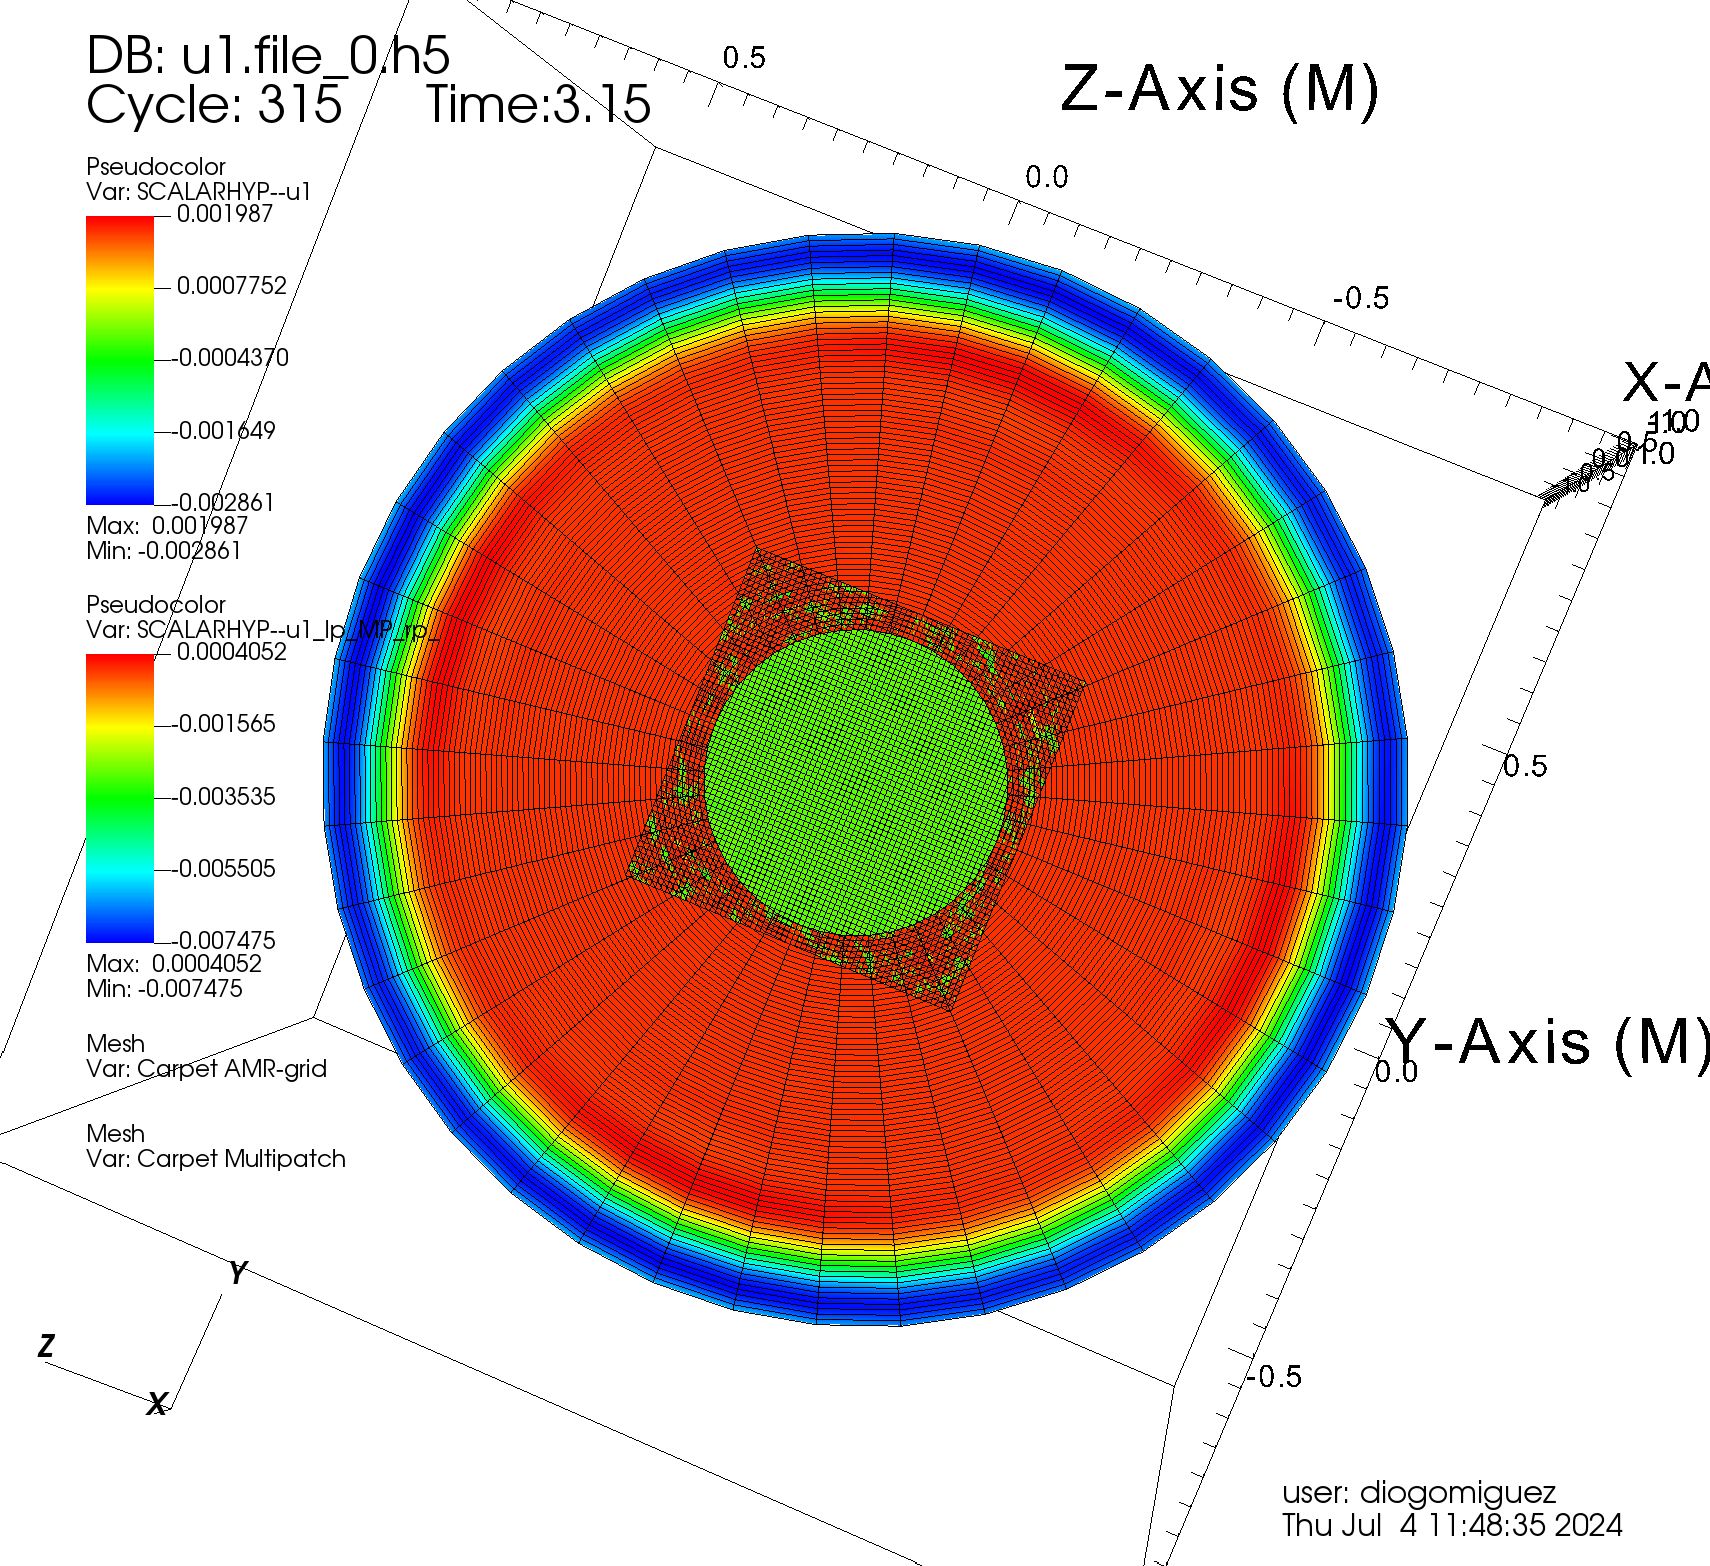 DB: u1.file_0.h5
Cycle: 315 Time:3.15
Pseudocolor
Var: SCALARHYP--u1
0.001987
0.0007752
-0.0004370
-0.001649
-0.002861
Max: 0.001987
Min: -0.002861
Pseudocolor
Var: SCALARHYP--u1_lp_MP_rp_
0.0004052
-0.001565
-0.003535
-0.005505
-0.007475
Max: 0.0004052
Min: -0.007475
Mesh
Var: Carpet AMR-grid
Mesh
Var: Carpet Multipatch
Z-Axis (M)
0.5
0.0
-0.5
X-A
1.0
0.5
Y-Axis (M)
0.0
-0.5
Y
Z
X
user: diogomiguez
Thu Jul 4 11:48:35 2024